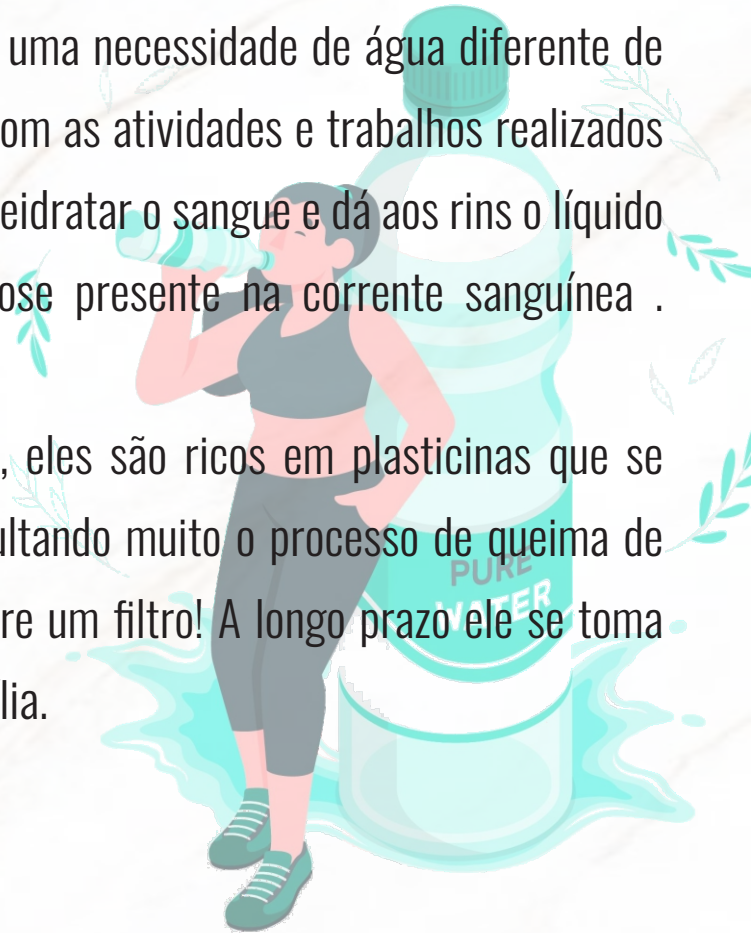 uma necessidade de água diferente de
om as atividades e trabalhos realizados
eidratar o sangue e dá aos rins o líquido
ose presente na corrente sanguínea .
, eles são ricos em plasticinas que se
ultando muito o processo de queima de
re um filtro! A longo prazo ele se toma
lia.
PURE
WATER